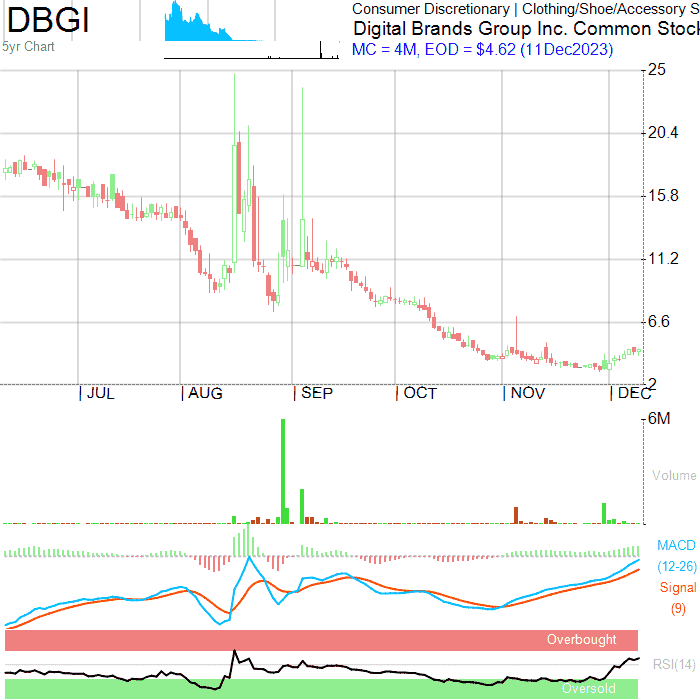 DBGI
Consumer Discretionary | Clothing/Shoe/Accessory S
Digital Brands Group Inc. Common Stock
5yr Chart
MC = 4M, EOD = $4.62 (11Dec2023)
25
20.4
15.8
11.2
6.6
2
| JUL | AUG | SEP | OCT | NOV | DEC
6M
Volume
MACD
(12-26)
Signal
(9)
Overbought
RSI(14)
Oversold